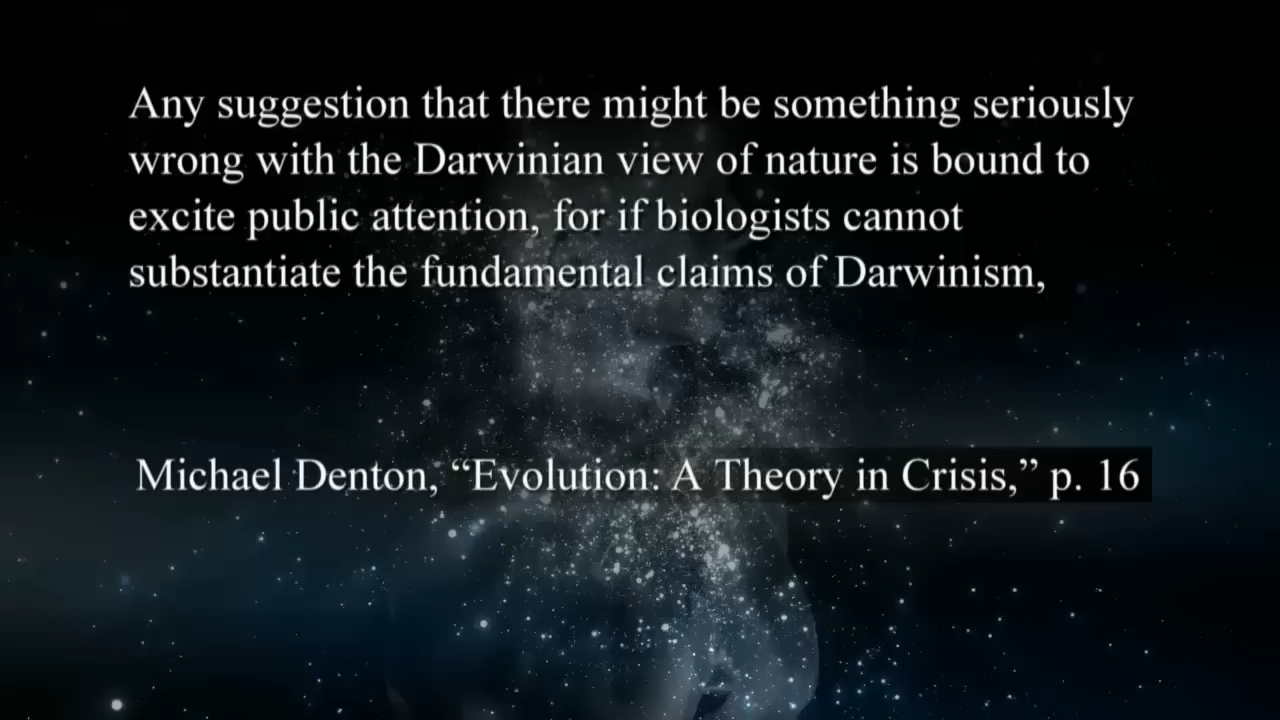 Any suggestion that there might be something seriously
wrong with the Darwinian view of nature is bound to
excite public attention, for if biologists cannot
substantiate the fundamental claims of Darwinism,
Michael Denton, “Evolution: A Theory in Crisis,” p. 16